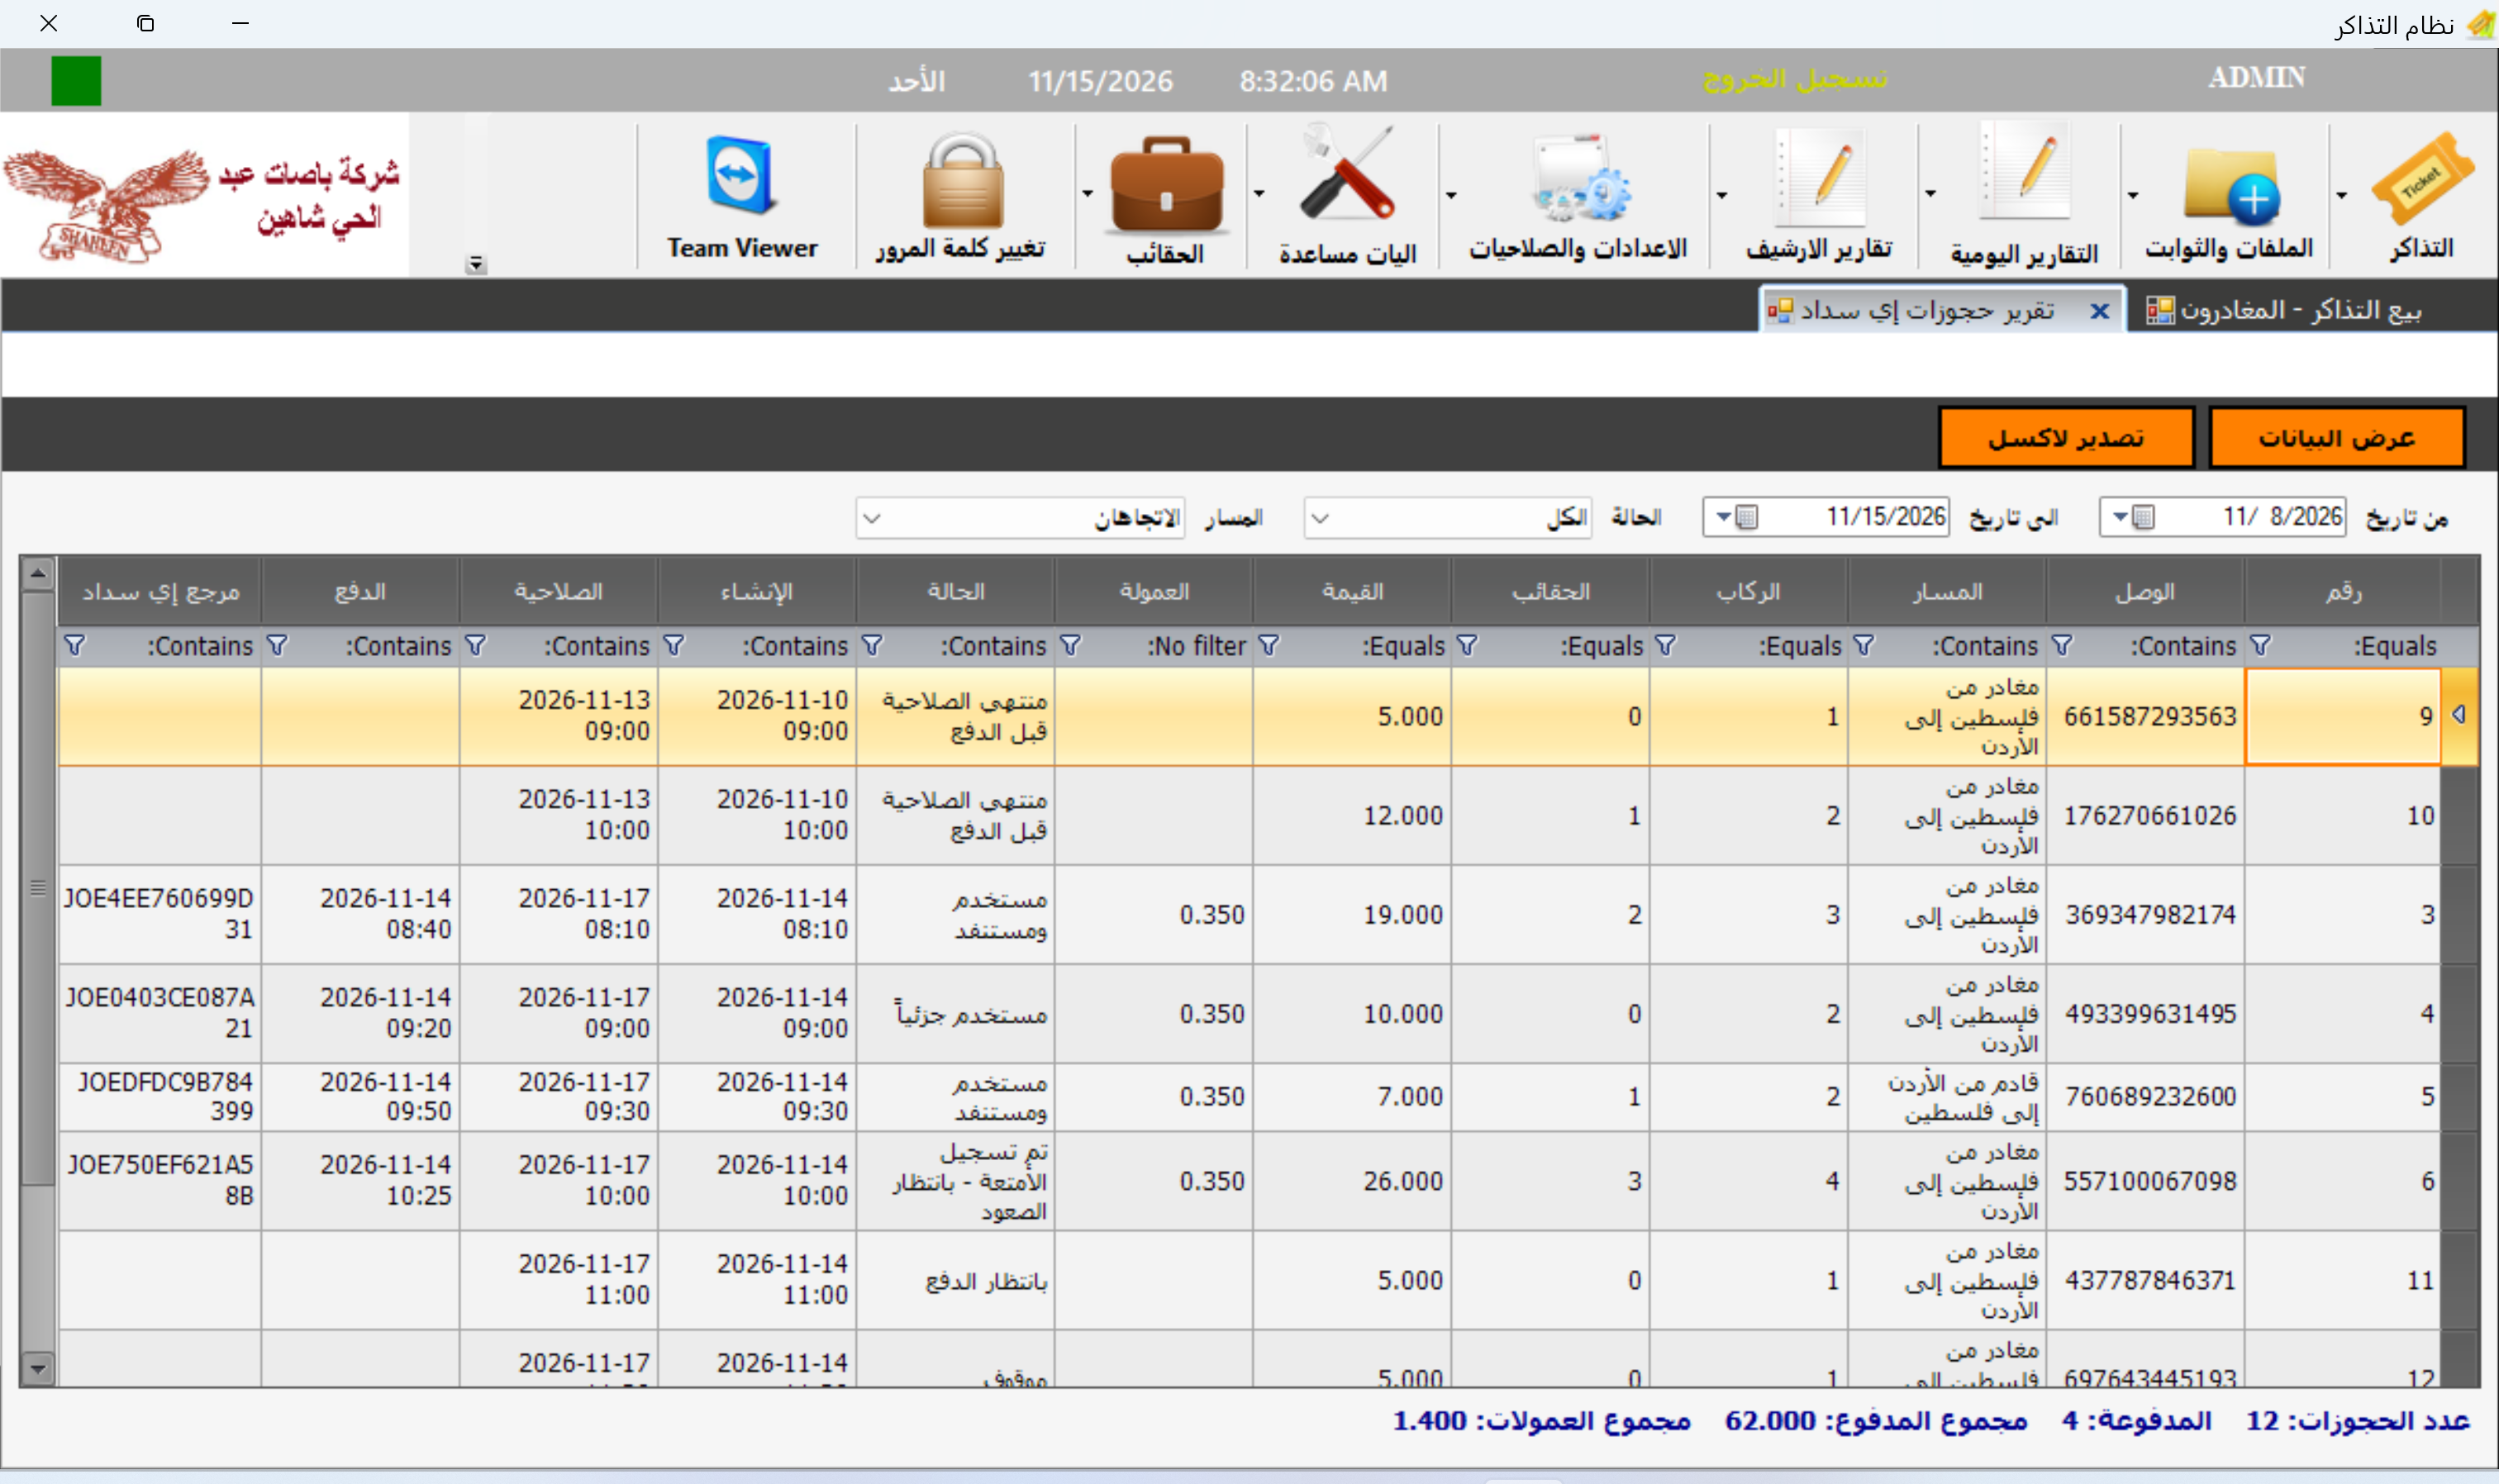 نظام التذاكر
ADMIN تسجيل الخروج 8:32:06 AM 11/15/2026 الأحد
Ticket
التذاكر الملفات والثوابت التقارير اليومية تقارير الارشيف الاعدادات والصلاحيات اليات مساعدة الحقائب تغيير كلمة المرور Team Viewer
شركة باصات عبد
الحي شاهين
SHAHEEN
بيع التذاكر - المغادرون تقرير حجوزات إي سداد
عرض البيانات تصدير لاكسل
من تاريخ 11/ 8/2026 الى تاريخ 11/15/2026 الحالة الكل المسار الاتجاهان
رقم الوصل المسار الركاب الحقائب القيمة العمولة الحالة الإنشاء الصلاحية الدفع مرجع إي سداد
Equals: Contains: Contains: Equals: Equals: Equals: No filter: Contains: Contains: Contains: Contains: Contains:
9 661587293563 مغادر من فلسطين إلى الأردن 1 0 5.000 منتهي الصلاحية قبل الدفع 2026-11-10 09:00 2026-11-13 09:00
10 176270661026 مغادر من فلسطين إلى الأردن 2 1 12.000 منتهي الصلاحية قبل الدفع 2026-11-10 10:00 2026-11-13 10:00
3 369347982174 مغادر من فلسطين إلى الأردن 3 2 19.000 0.350 مستخدم ومستنفد 2026-11-14 08:10 2026-11-17 08:10 2026-11-14 08:40 JOE4EE760699D31
4 493399631495 مغادر من فلسطين إلى الأردن 2 0 10.000 0.350 مستخدم جزئياً 2026-11-14 09:00 2026-11-17 09:00 2026-11-14 09:20 JOE0403CE087A21
5 760689232600 قادم من الأردن إلى فلسطين 2 1 7.000 0.350 مستخدم ومستنفد 2026-11-14 09:30 2026-11-17 09:30 2026-11-14 09:50 JOEDFDC9B784399
6 557100067098 مغادر من فلسطين إلى الأردن 4 3 26.000 0.350 تم تسجيل الأمتعة - بانتظار الصعود 2026-11-14 10:00 2026-11-17 10:00 2026-11-14 10:25 JOE750EF621A58B
11 437787846371 مغادر من فلسطين إلى الأردن 1 0 5.000 بانتظار الدفع 2026-11-14 11:00 2026-11-17 11:00
12 697643445193 مغادر من فلسطين إلى 1 0 5.000 موقوف 2026-11-14 2026-11-17
عدد الحجوزات: 12 المدفوعة: 4 مجموع المدفوع: 62.000 مجموع العمولات: 1.400